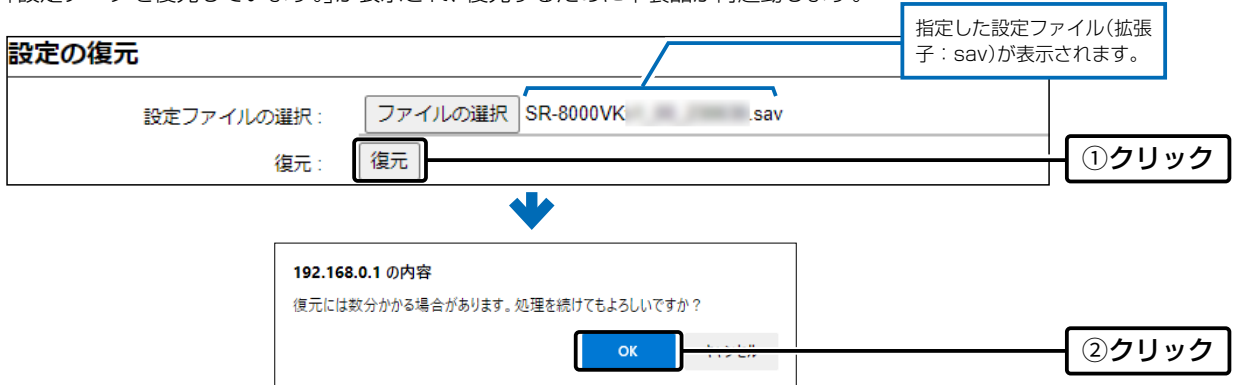 指定した設定ファイル(拡張
子：sav)が表示されます。
設定の復元
設定ファイルの選択： ファイルの選択 SR-8000VK .sav
復元： 復元
①クリック
192.168.0.1 の内容
復元には数分かかる場合があります。処理を続けてもよろしいですか？
OK
②クリック